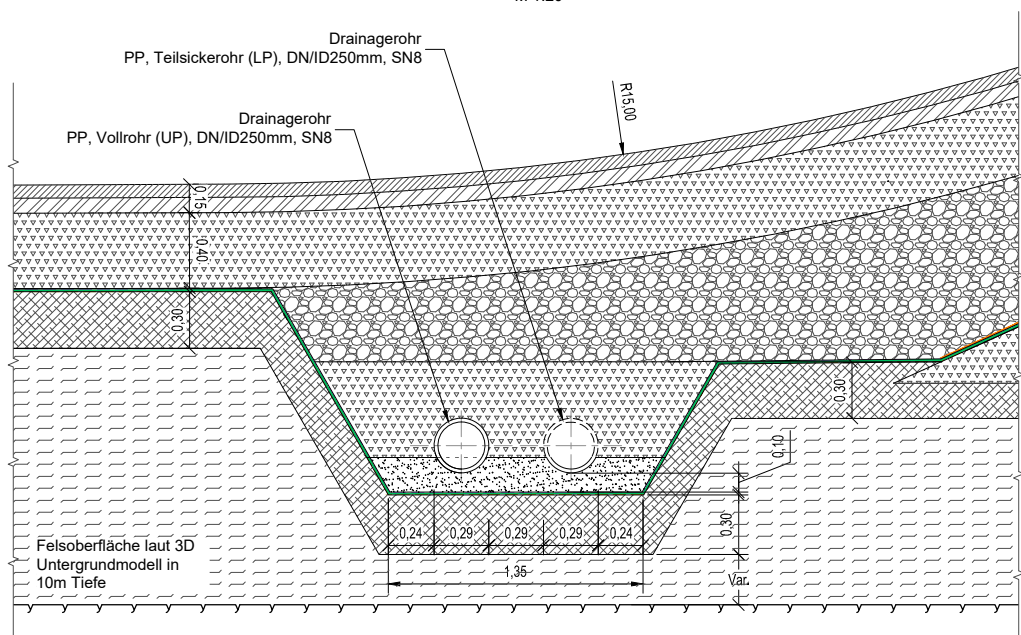 Drainagerohr
PP, Teilsickerohr (LP), DN/ID250mm, SN8
R15,00
Drainagerohr
PP, Vollrohr (UP), DN/ID250mm, SN8
0,15
0,40
0,30
0,30
0,10
0,30
0,24
0,29
0,29
0,29
0,24
1,35
Var.
Felsoberfläche laut 3D
Untergrundmodell in
10m Tiefe